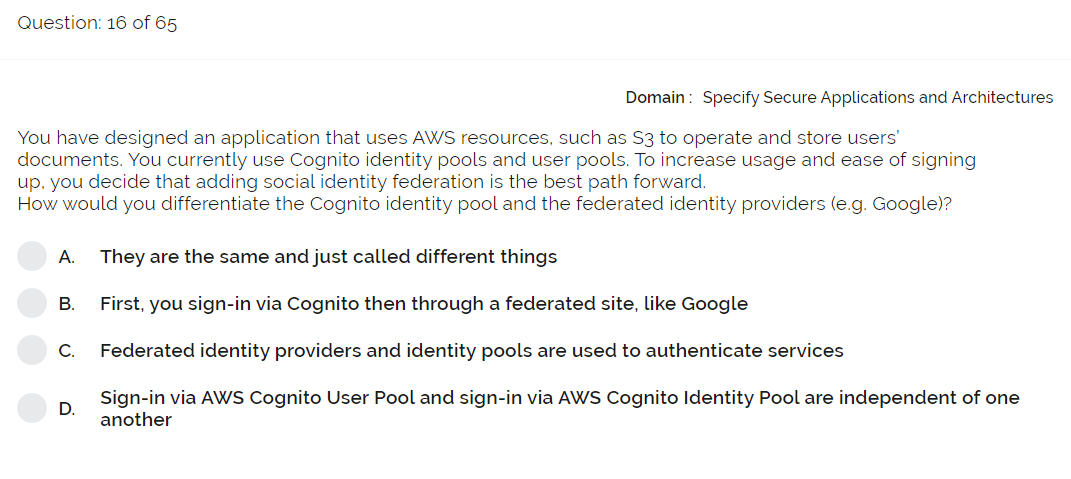 Question: 16 of 65
Domain : Specify Secure Applications and Architectures
You have designed an application that uses AWS resources, such as S3 to operate and store users'
documents. You currently use Cognito identity pools and user pools. To increase usage and ease of signing
up, you decide that adding social identity federation is the best path forward.
How would you differentiate the Cognito identity pool and the federated identity providers (e.g. Google)?
A. They are the same and just called different things
B. First, you sign-in via Cognito then through a federated site, like Google
C. Federated identity providers and identity pools are used to authenticate services
D. Sign-in via AWS Cognito User Pool and sign-in via AWS Cognito Identity Pool are independent of one
another